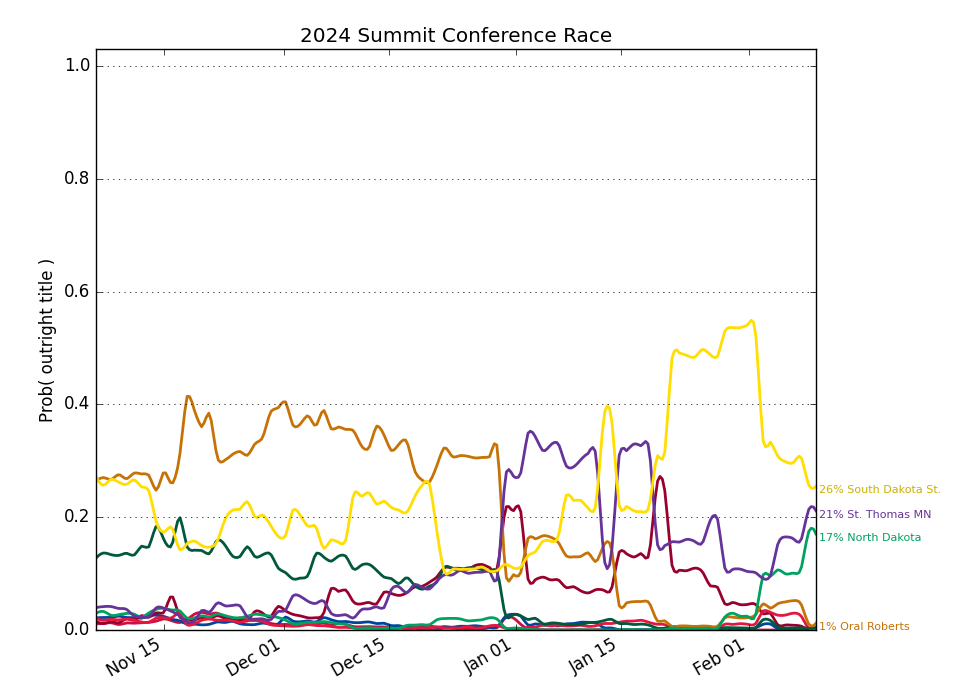 2024 Summit Conference Race
Prob( outright title )
1.0
0.8
0.6
0.4
0.2
0.0
26% South Dakota St.
21% St. Thomas MN
17% North Dakota
1% Oral Roberts
Nov 15
Dec 01
Dec 15
Jan 01
Jan 15
Feb 01